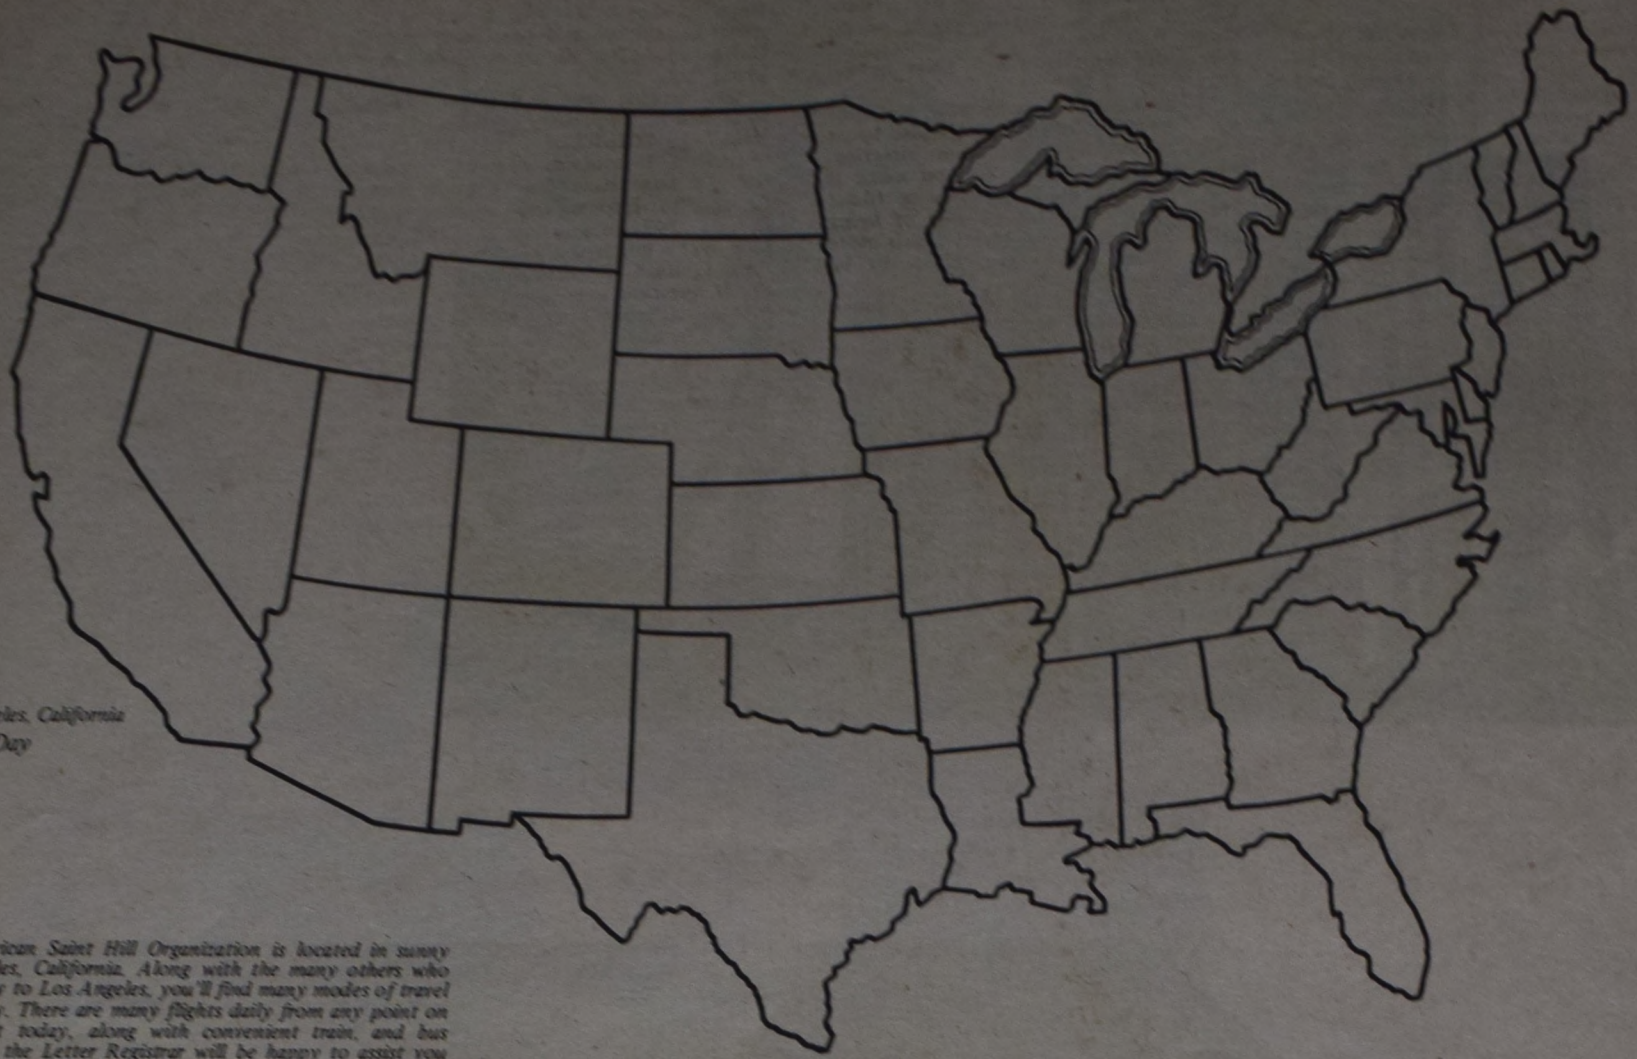 les, California
Day
ican Saint Hill Organization is located in sunny
les, California. Along with the many others who
to Los Angeles, you'll find many modes of travel
. There are many flights daily from any point on
today, along with convenient train, and bus
the Letter Registrar will be happy to assist you